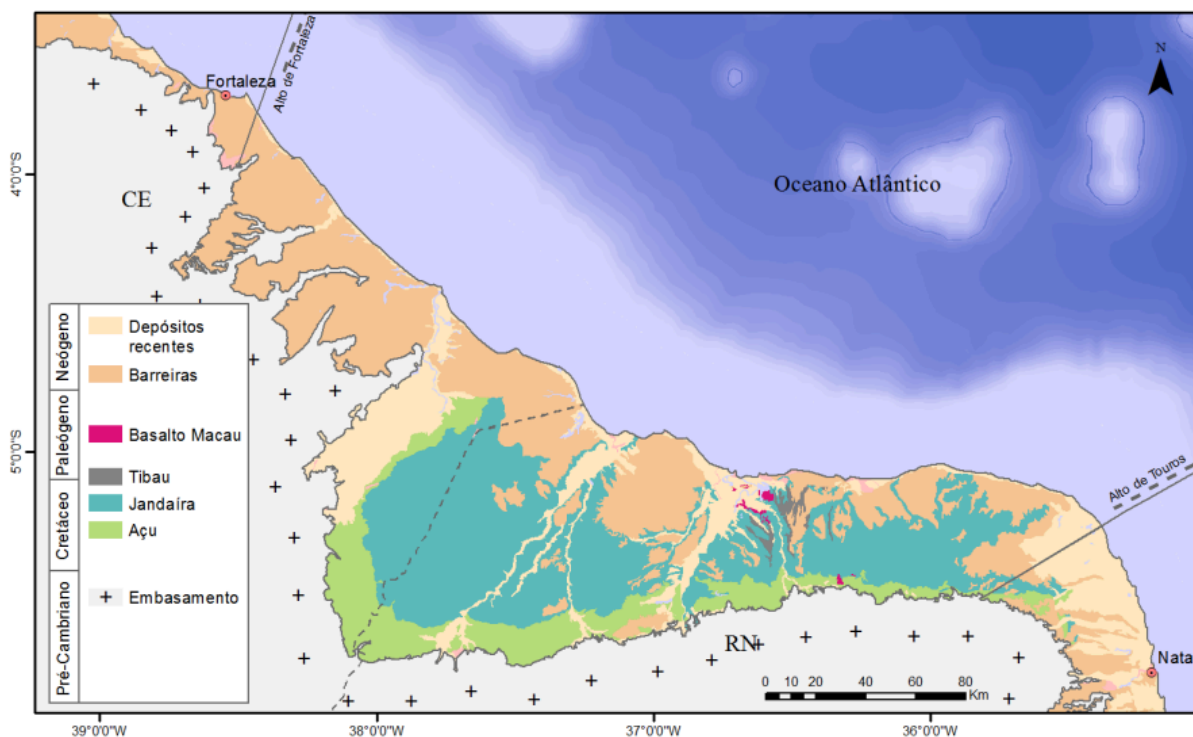 N
Alto de Fortaleza
Fortaleza
4°0'0"S
CE
Oceano Atlântico
Neógeno
Depósitos
recentes
Barreiras
Paleógeno
Basalto Macau
Tibau
Cretáceo
Jandaíra
Açu
Pré-Cambriano
Embasamento
5°0'0"S
Alto de Touros
RN
Nata
0 10 20 40 60 80
Km
39°0'0"W
38°0'0"W
37°0'0"W
36°0'0"W